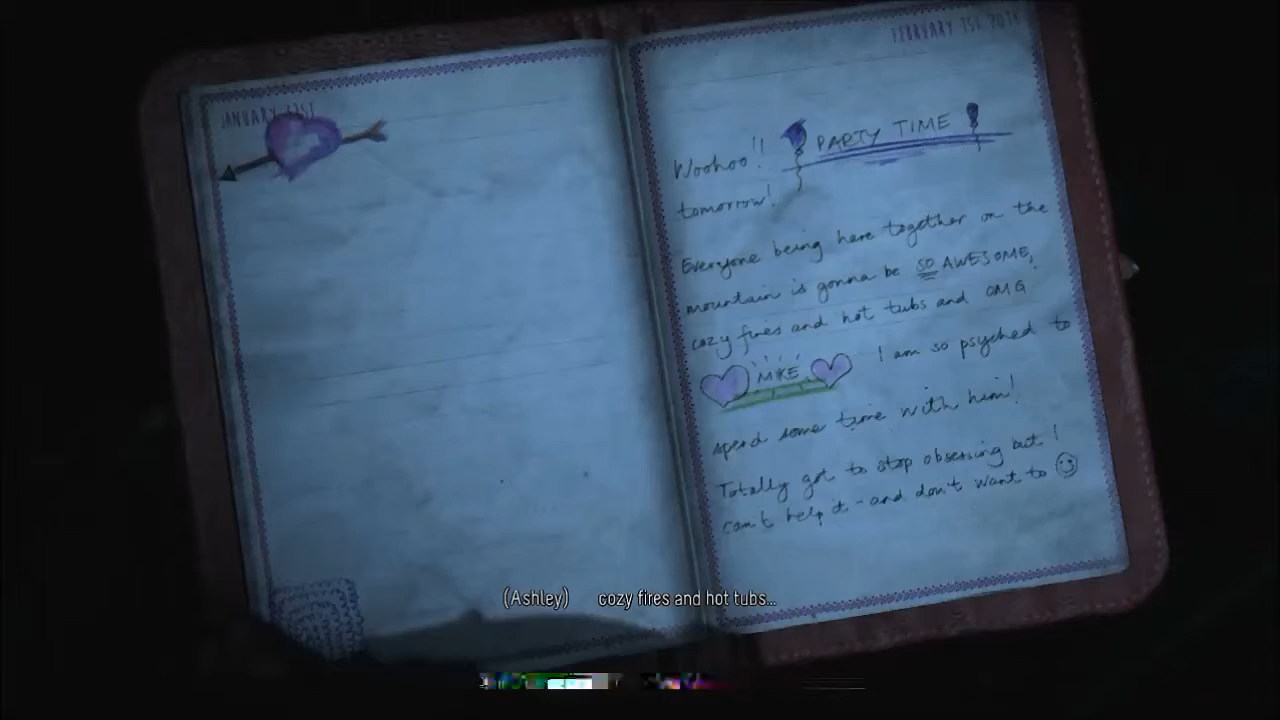 JANUARY 31ST
FEBRUARY 1ST 2014
Woohoo!! PARTY TIME
tomorrow!
Everyone being here together on the
mountain is gonna be SO AWESOME,
cozy fires and hot tubs and OMG
MIKE I am so psyched to
spend some time with him!
Totally got to stop obsessing but I
can't help it - and don't want to
(Ashley) cozy fires and hot tubs...